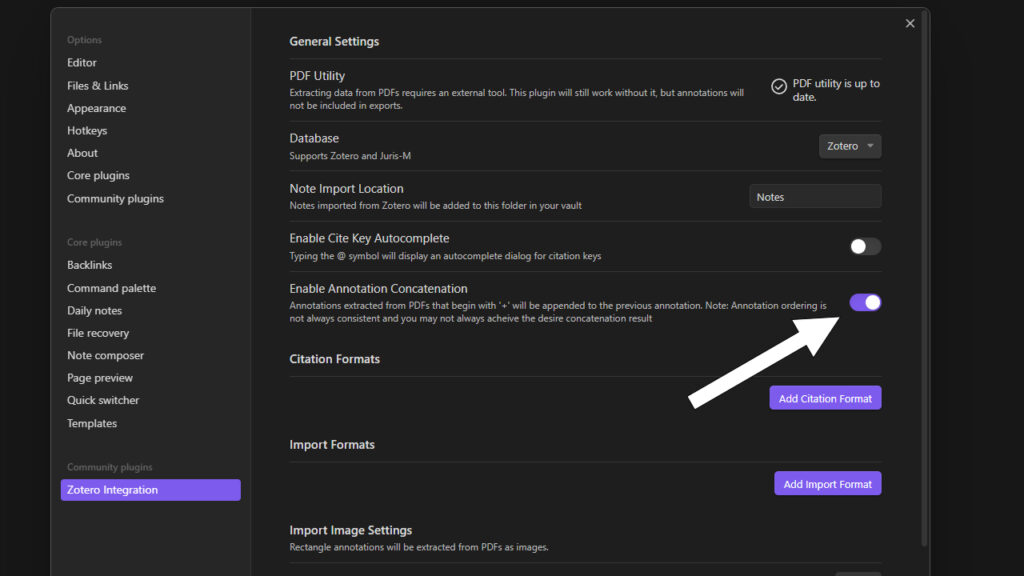 Options
Editor
Files & Links
Appearance
Hotkeys
About
Core plugins
Community plugins
Core plugins
Backlinks
Command palette
Daily notes
File recovery
Note composer
Page preview
Quick switcher
Templates
Community plugins
Zotero Integration
General Settings
PDF Utility
Extracting data from PDFs requires an external tool. This plugin will still work without it, but annotations will
not be included in exports.
PDF utility is up to
date.
Database
Supports Zotero and Juris-M
Zotero
Note Import Location
Notes imported from Zotero will be added to this folder in your vault
Notes
Enable Cite Key Autocomplete
Typing the @ symbol will display an autocomplete dialog for citation keys
Enable Annotation Concatenation
Annotations extracted from PDFs that begin with '+' will be appended to the previous annotation. Note: Annotation ordering is
not always consistent and you may not always acheive the desire concatenation result
Citation Formats
Add Citation Format
Import Formats
Add Import Format
Import Image Settings
Rectangle annotations will be extracted from PDFs as images.